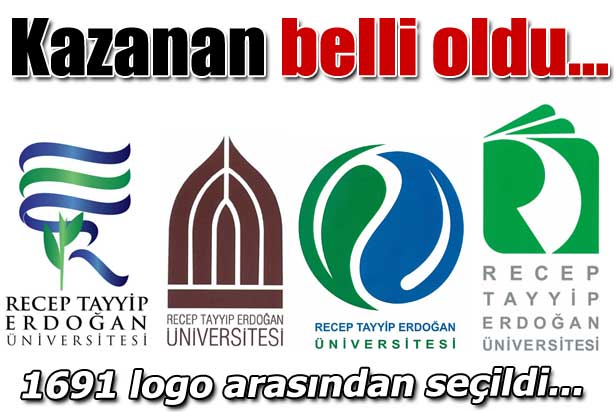 Kazanan belli oldu...
RECEP TAYYİP
ERDOĞAN
ÜNİVERSİTESİ
RECEP TAYYİP ERDOĞAN
ÜNİVERSİTESİ
RECEP TAYYİP ERDOĞAN
ÜNİVERSİTESİ
RECEP
TAYYİP
ERDOĞAN
ÜNİVERSİTESİ
1691 logo arasından seçildi...